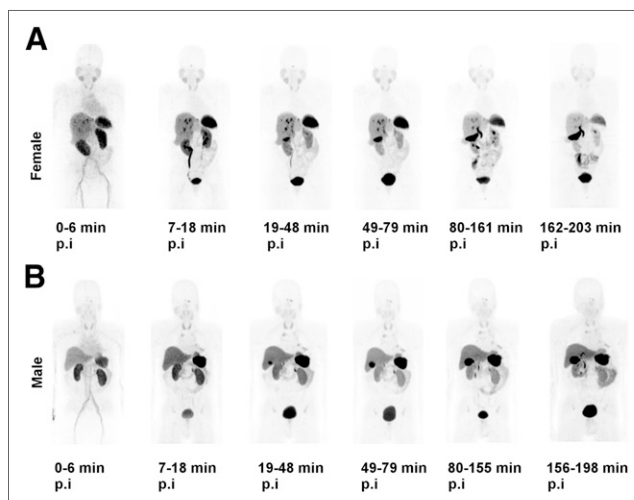 A
Female
0-6 min 7-18 min 19-48 min 49-79 min 80-161 min 162-203 min
p.i p.i p.i p.i p.i p.i
B
Male
0-6 min 7-18 min 19-48 min 49-79 min 80-155 min 156-198 min
p.i p.i p.i p.i p.i p.i